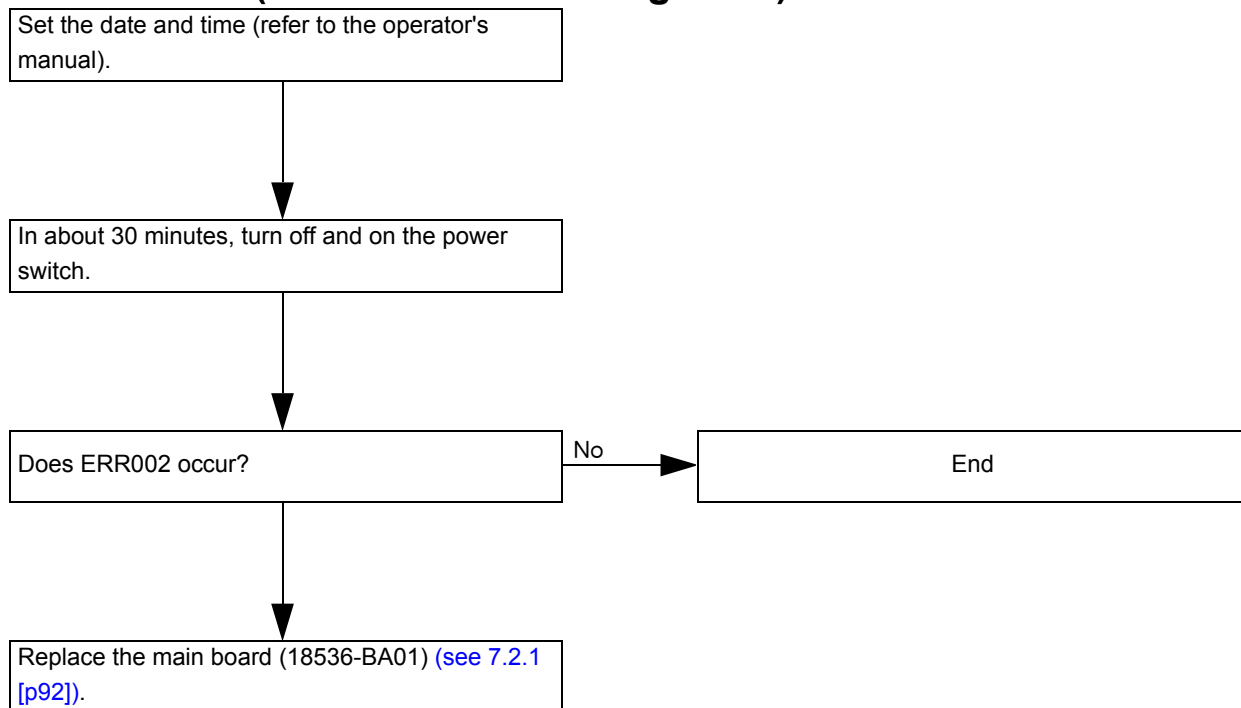 Set the date and time (refer to the operator's
manual).
In about 30 minutes, turn off and on the power
switch.
Does ERR002 occur?
No
End
Replace the main board (18536-BA01) (see 7.2.1
[p92]).